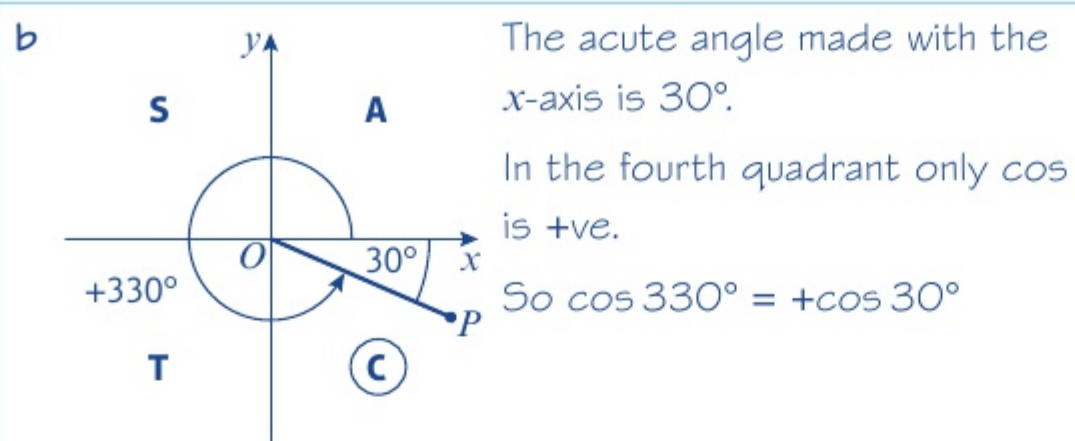 b
y
S
A
O
30°
x
+330°
P
T
C
The acute angle made with the
x-axis is 30°.
In the fourth quadrant only cos
is +ve.
So cos 330° = +cos 30°